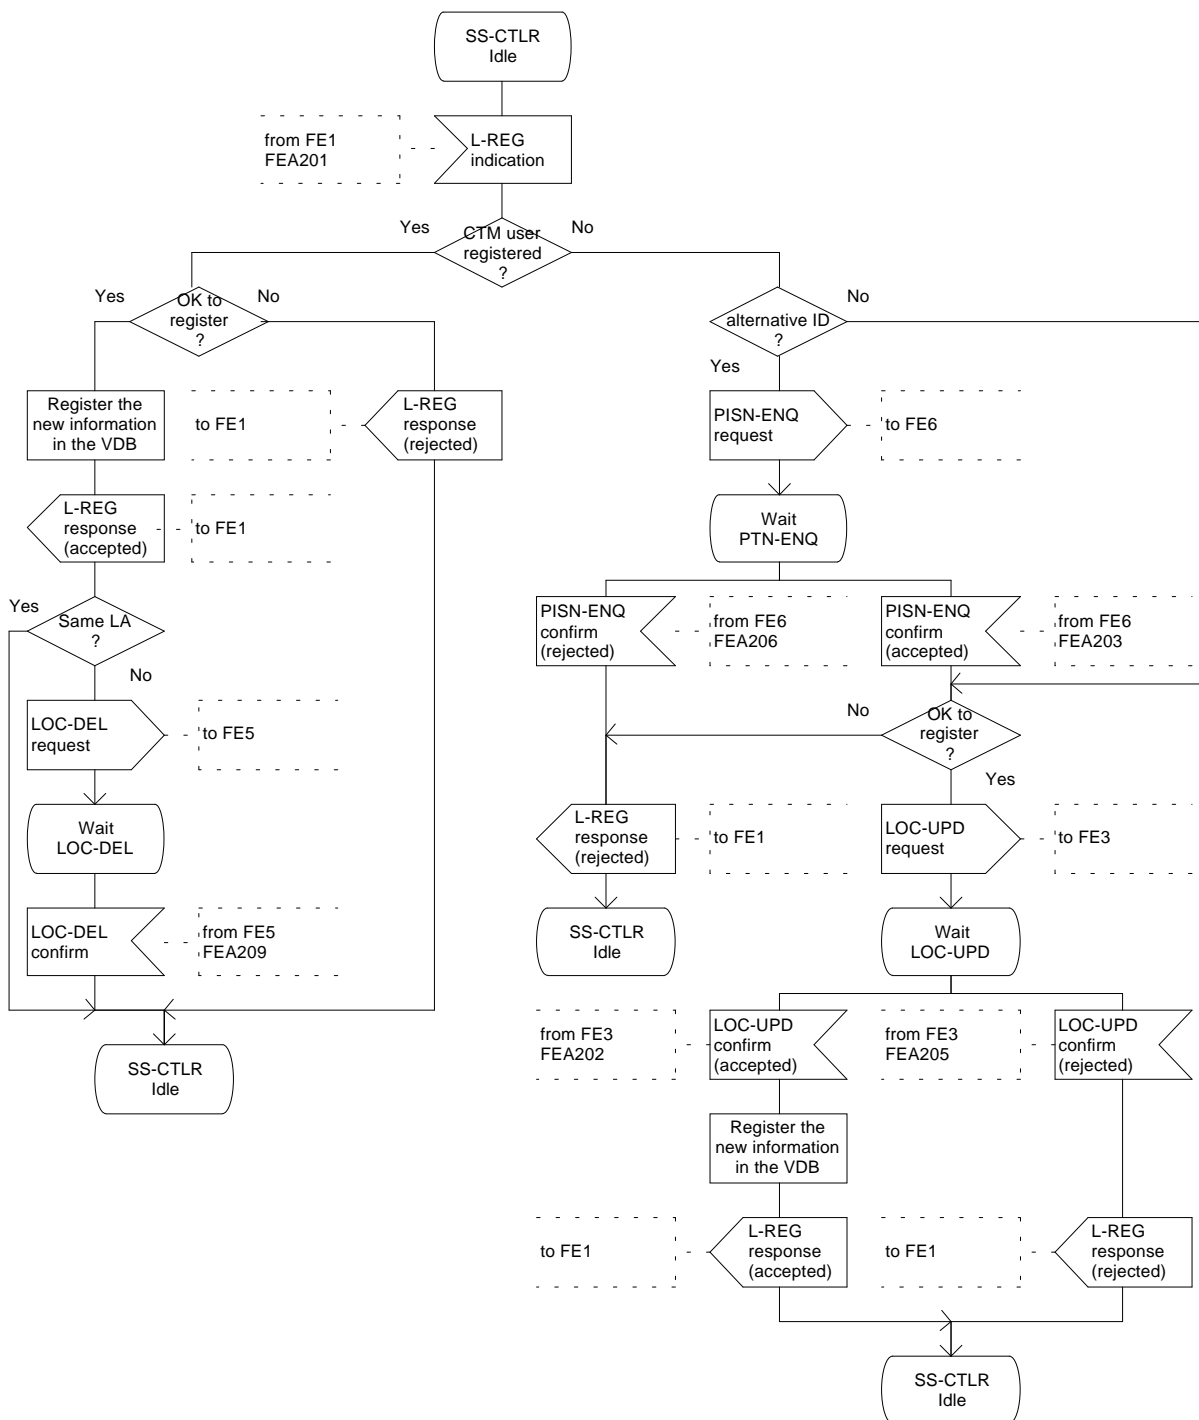 SS-CTLR
Idle
from FE1
FEA201
L-REG
indication
Yes
CTM user
registered
?
No
Yes
OK to
register
?
No
alternative ID
?
No
Yes
Register the
new information
in the VDB
to FE1
L-REG
response
(rejected)
PISN-ENQ
request
to FE6
L-REG
response
(accepted)
to FE1
Wait
PTN-ENQ
Yes
Same LA
?
No
PISN-ENQ
confirm
(rejected)
from FE6
FEA206
PISN-ENQ
confirm
(accepted)
from FE6
FEA203
LOC-DEL
request
to FE5
No
OK to
register
?
Yes
Wait
LOC-DEL
L-REG
response
(rejected)
to FE1
LOC-UPD
request
to FE3
LOC-DEL
confirm
from FE5
FEA209
SS-CTLR
Idle
Wait
LOC-UPD
SS-CTLR
Idle
from FE3
FEA202
LOC-UPD
confirm
(accepted)
from FE3
FEA205
LOC-UPD
confirm
(rejected)
Register the
new information
in the VDB
to FE1
L-REG
response
(accepted)
to FE1
L-REG
response
(rejected)
SS-CTLR
Idle